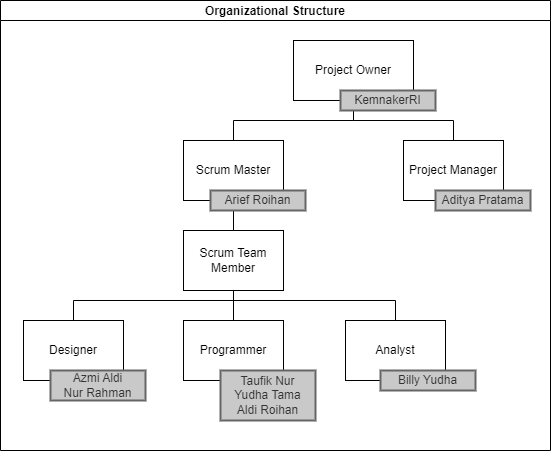 Organizational Structure
Project Owner
KemnakerRI
Scrum Master
Arief Roihan
Project Manager
Aditya Pratama
Scrum Team
Member
Designer
Azmi Aldi
Nur Rahman
Programmer
Taufik Nur
Yudha Tama
Aldi Roihan
Analyst
Billy Yudha